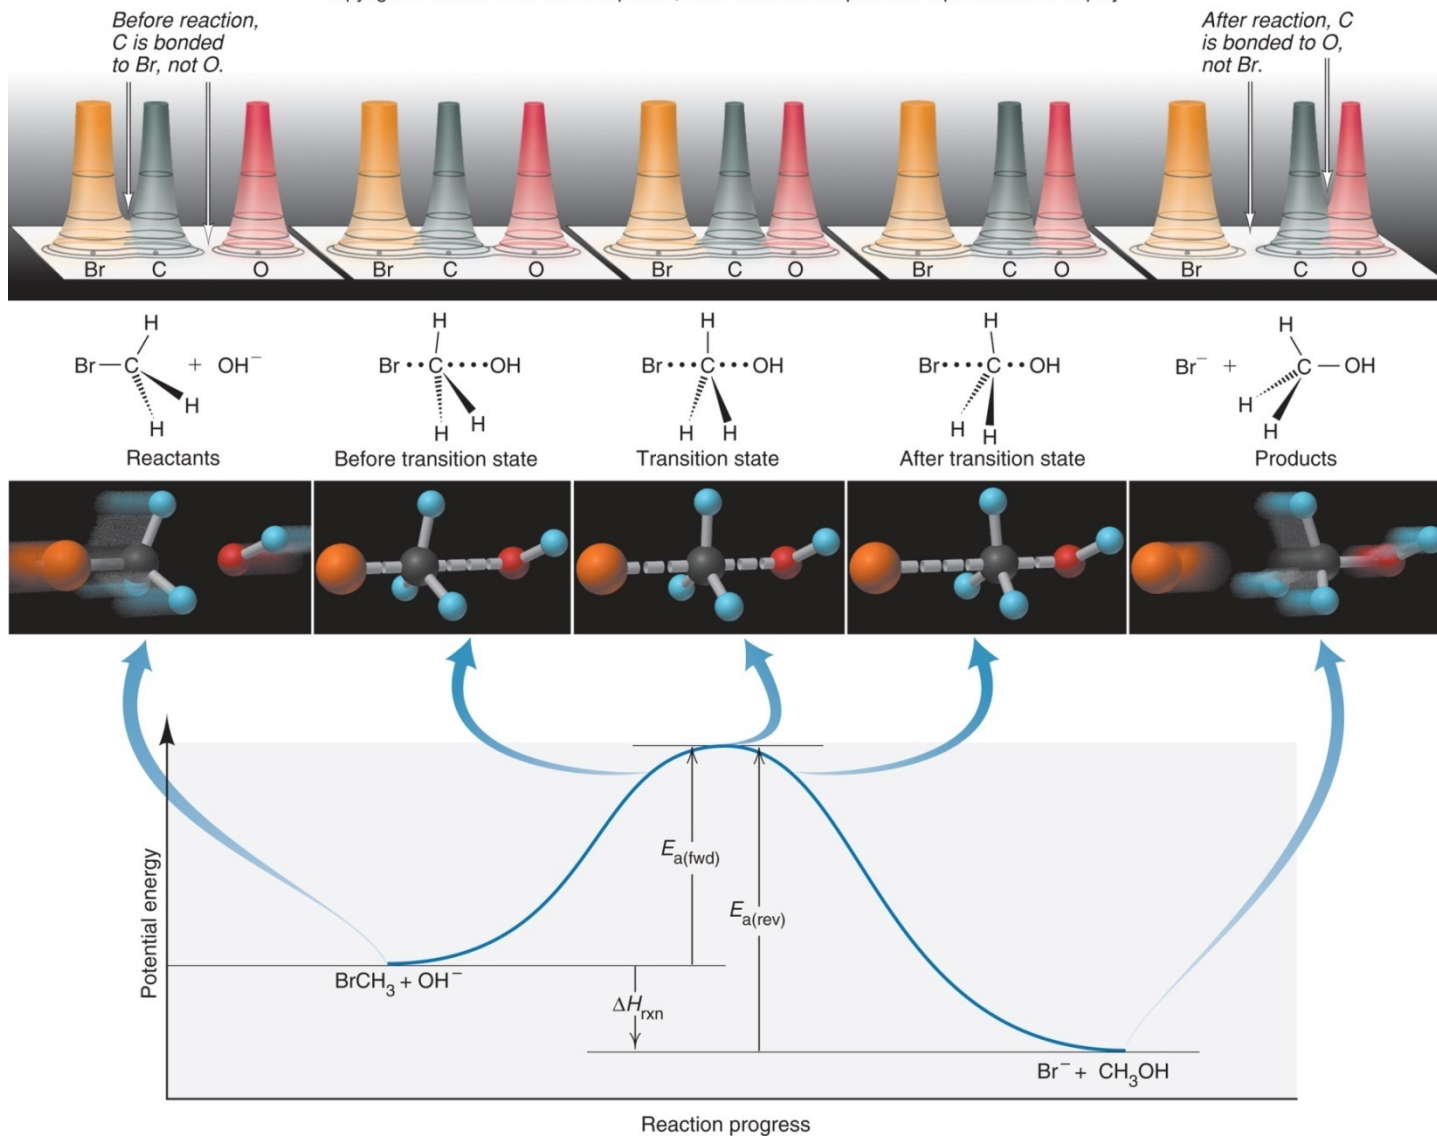 Before reaction,
C is bonded
to Br, not O.
After reaction, C
is bonded to O,
not Br.
Br C O
Br C O
Br C O
Br C O
Br C O
H
Br—C + OH⁻
H
H
Reactants
H
Br··C····OH
H
H
Before transition state
H
Br···C···OH
H H
Transition state
H
Br····C··OH
H
H
After transition state
H
Br⁻ + C—OH
H
H
Products
Potential energy
Eₐ(fwd)
Eₐ(rev)
BrCH₃ + OH⁻
ΔHrxn
Br⁻ + CH₃OH
Reaction progress